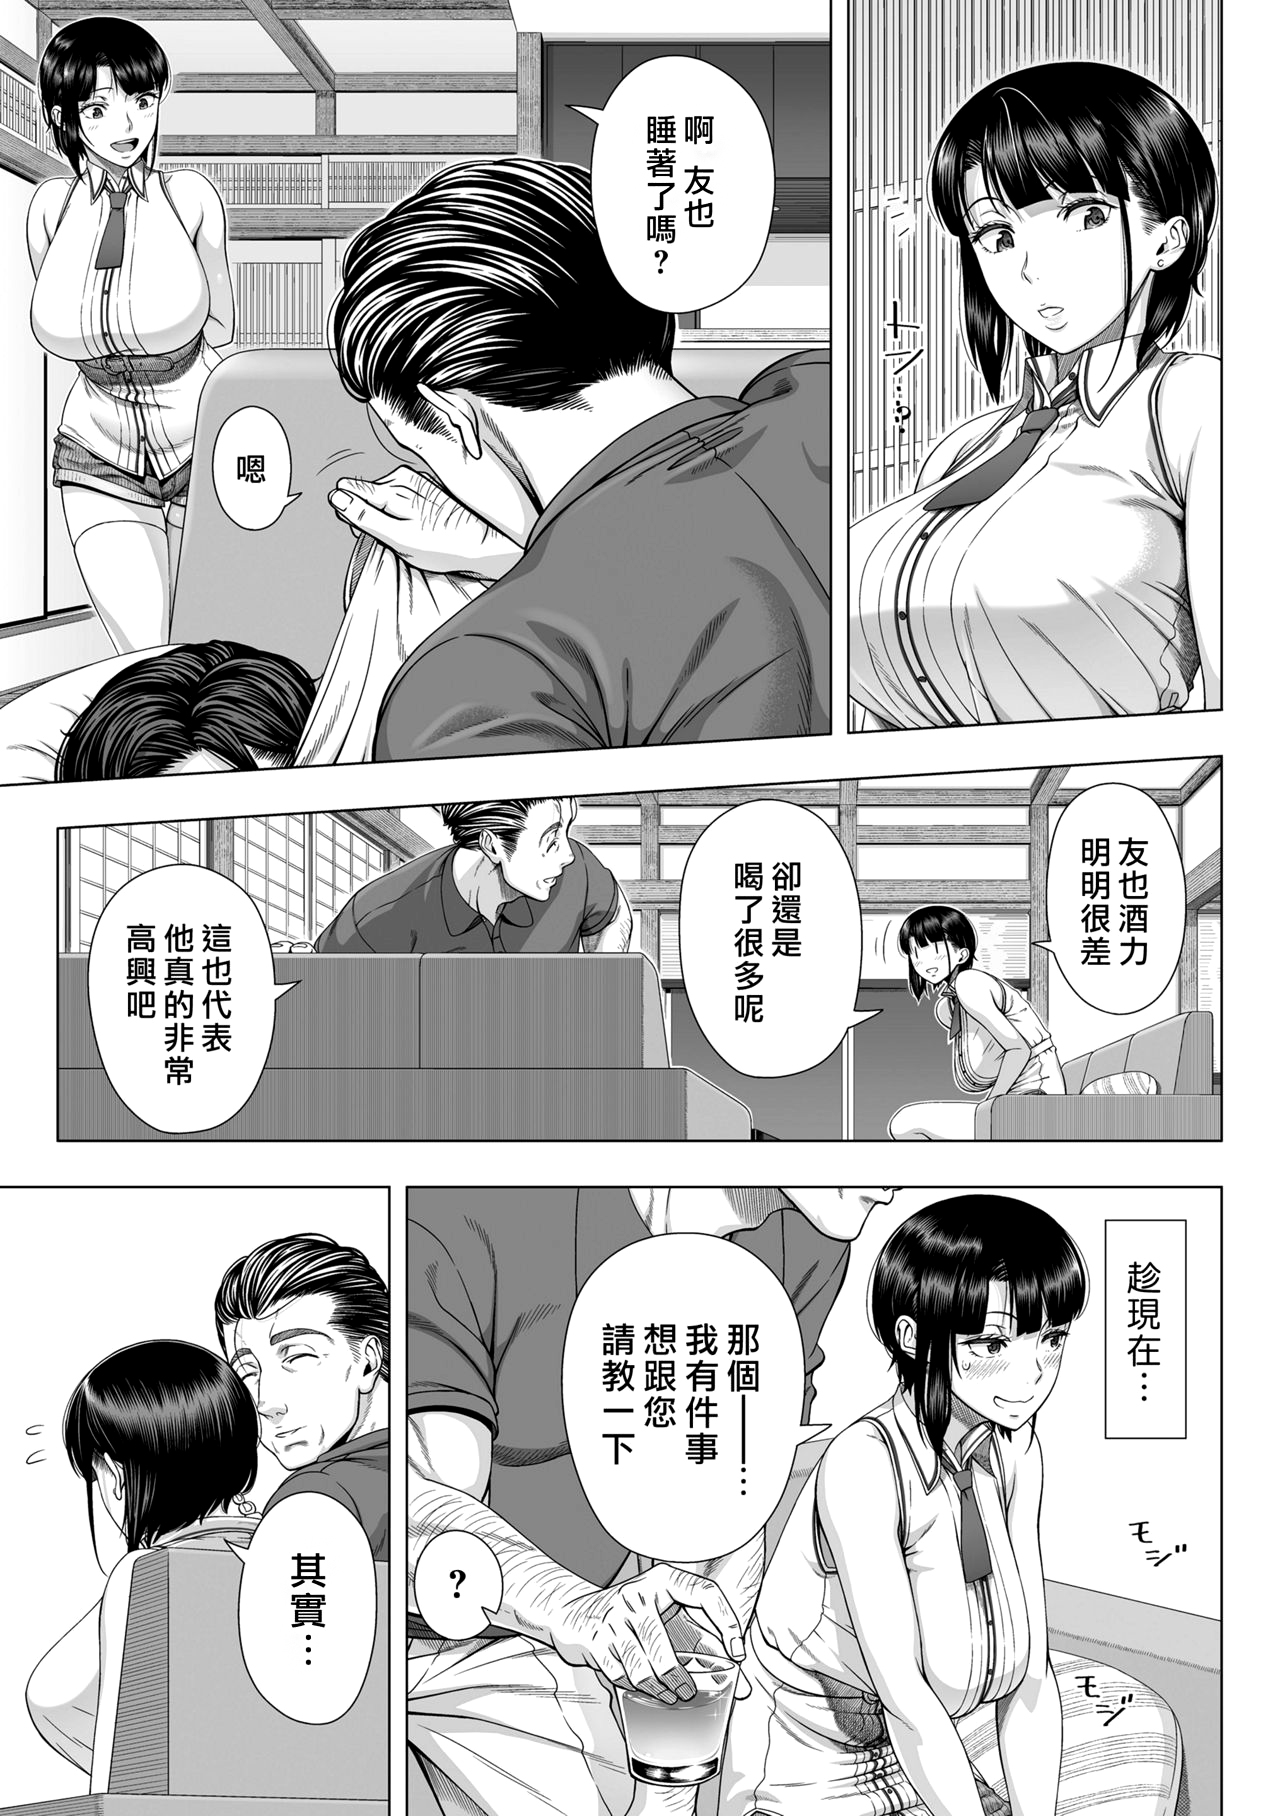 トン…?
啊 友也
睡著了嗎?
嗯
友也酒力
明明很差
卻還是
喝了很多呢
這也代表
他真的非常
高興吧
趁現在…
モジ
モジ
那個——…
我有件事
想跟您
請教一下
?
其實…